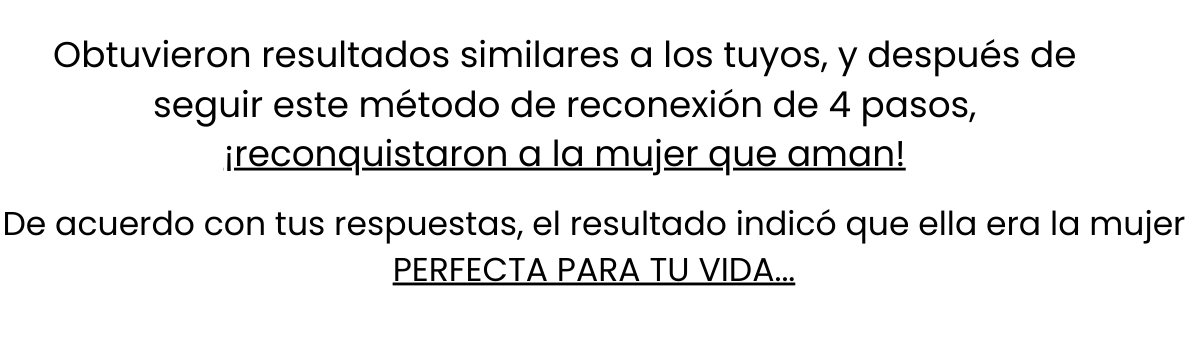 Obtuvieron resultados similares a los tuyos, y después de
seguir este método de reconexión de 4 pasos,
¡reconquistaron a la mujer que aman!
De acuerdo con tus respuestas, el resultado indicó que ella era la mujer
PERFECTA PARA TU VIDA...